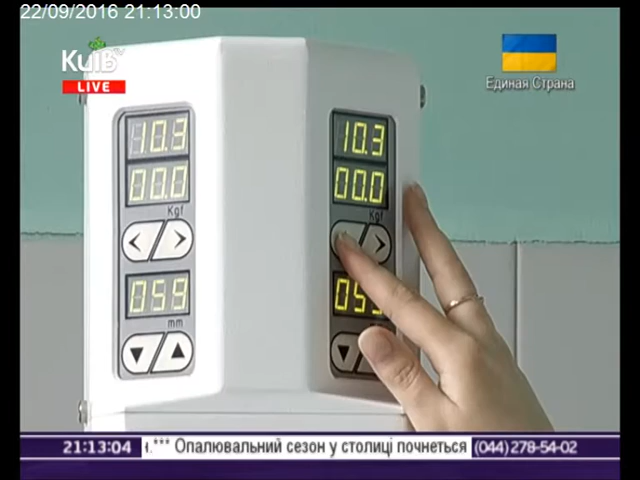 22/09/2016 21:13:00
Київ
LIVE
Единая Страна
10.3
00.0
Kgf
059
mm
10.3
00.0
Kgf
21:13:04
*** Опалювальний сезон у столиці почнеться
(044) 278-54-02